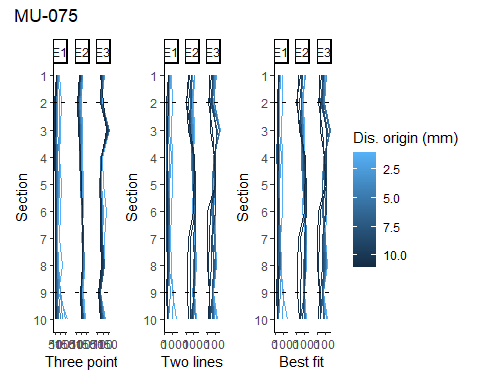 MU-075
E1 E2 E3 E1 E2 E3 E1 E2 E3
1 1 1
2 2 2
3 3 3
4 4 4
5 5 5
6 6 6
7 7 7
8 8 8
9 9 9
10 10 10
Section Section Section
Dis. origin (mm)
2.5
5.0
7.5
10.0
Three point Two lines Best fit